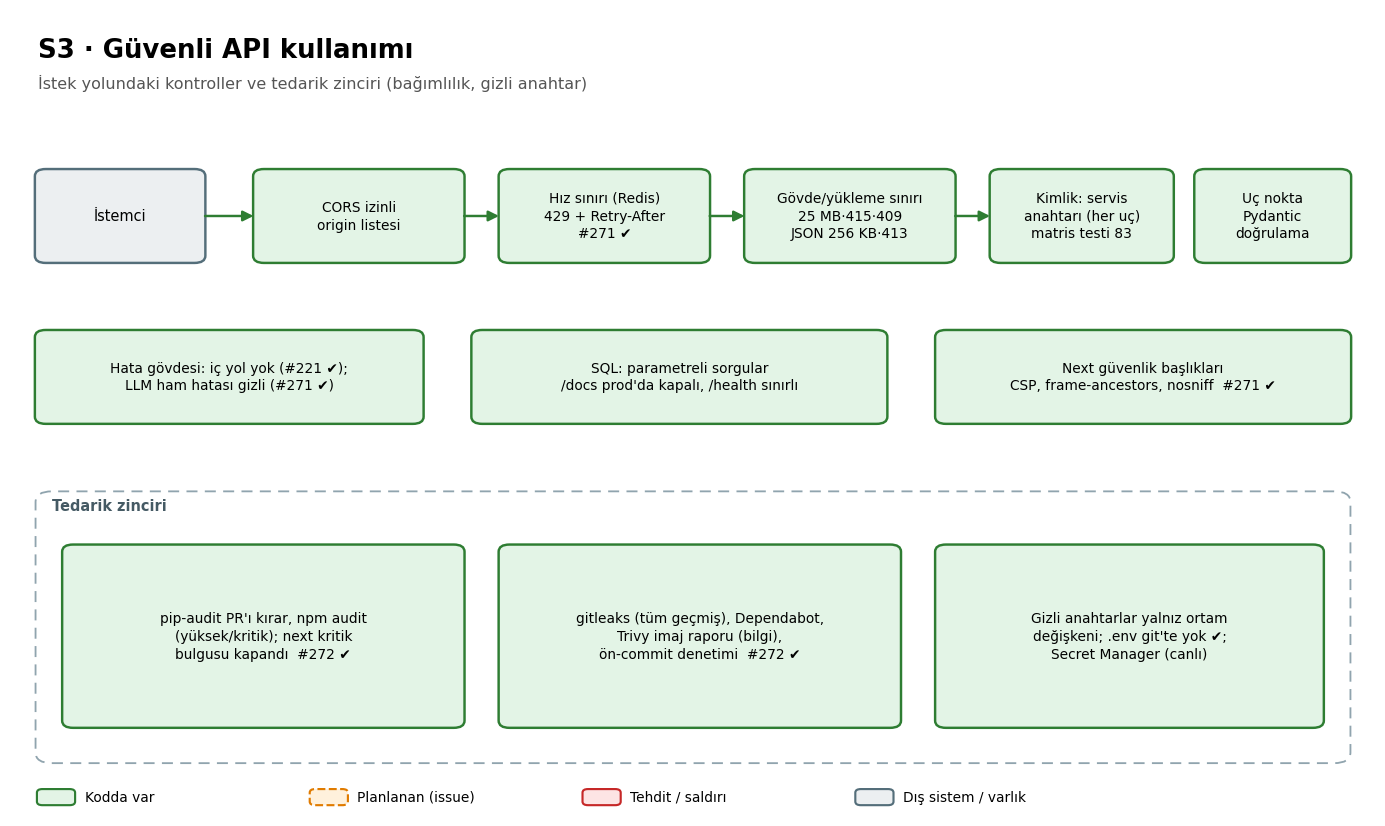 S3 · Güvenli API kullanımı
İstek yolundaki kontroller ve tedarik zinciri (bağımlılık, gizli anahtar)
İstemci
CORS izinli
origin listesi
Hız sınırı (Redis)
429 + Retry-After
#271 ✔
Gövde/yükleme sınırı
25 MB·415·409
JSON 256 KB·413
Kimlik: servis
anahtarı (her uç)
matris testi 83
Uç nokta
Pydantic
doğrulama
Hata gövdesi: iç yol yok (#221 ✔);
LLM ham hatası gizli (#271 ✔)
SQL: parametreli sorgular
/docs prod'da kapalı, /health sınırlı
Next güvenlik başlıkları
CSP, frame-ancestors, nosniff  #271 ✔
Tedarik zinciri
pip-audit PR'ı kırar, npm audit
(yüksek/kritik); next kritik
bulgusu kapandı  #272 ✔
gitleaks (tüm geçmiş), Dependabot,
Trivy imaj raporu (bilgi),
ön-commit denetimi  #272 ✔
Gizli anahtarlar yalnız ortam
değişkeni; .env git'te yok ✔;
Secret Manager (canlı)
Kodda var
Planlanan (issue)
Tehdit / saldırı
Dış sistem / varlık